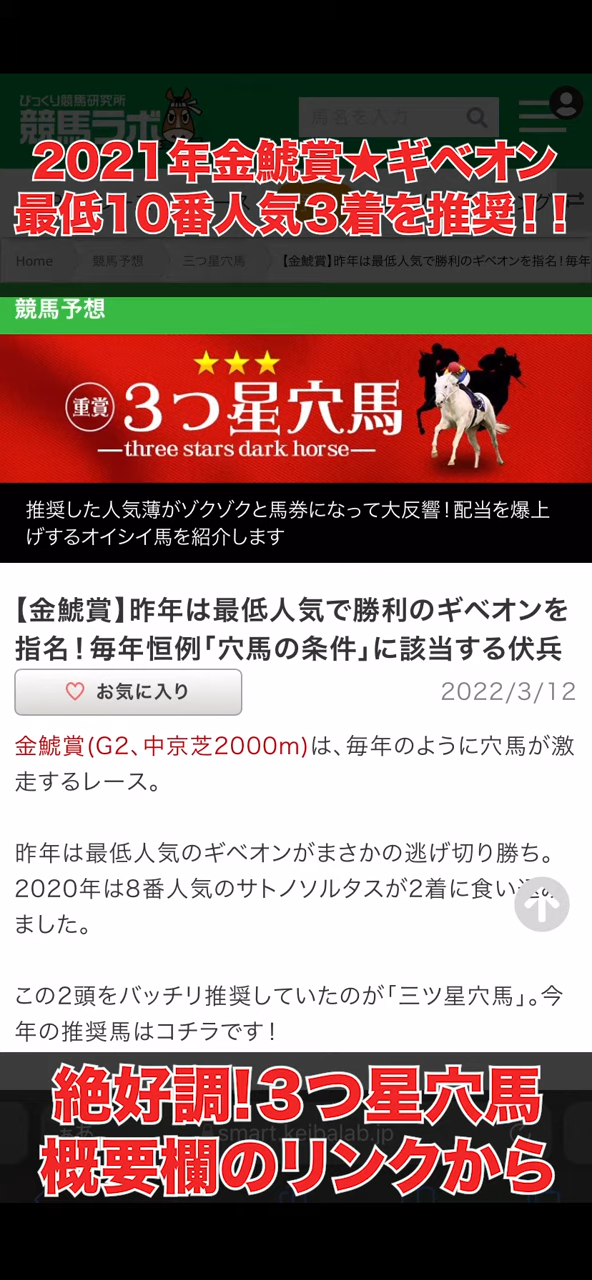 びっくり競馬研究所
競馬ラボ
馬名を入力
2021年金鯱賞★ギベオン
最低10番人気3着を推奨!!
Home
競馬予想
三つ星穴馬
【金鯱賞】昨年は最低人気で勝利のギベオンを指名!毎年
競馬予想
重賞
3つ星穴馬
three stars dark horse
推奨した人気薄がゾクゾクと馬券になって大反響!配当を爆上
げするオイシイ馬を紹介します
【金鯱賞】昨年は最低人気で勝利のギベオンを
指名!毎年恒例「穴馬の条件」に該当する伏兵
お気に入り
2022/3/12
金鯱賞(G2、中京芝2000m)は、毎年のように穴馬が激
走するレース。
昨年は最低人気のギベオンがまさかの逃げ切り勝ち。
2020年は8番人気のサトノソルタスが2着に食い込み
ました。
この2頭をバッチリ推奨していたのが「三ツ星穴馬」。今
年の推奨馬はコチラです!
絶好調!3つ星穴馬
smart.keibalab.jp
概要欄のリンクから